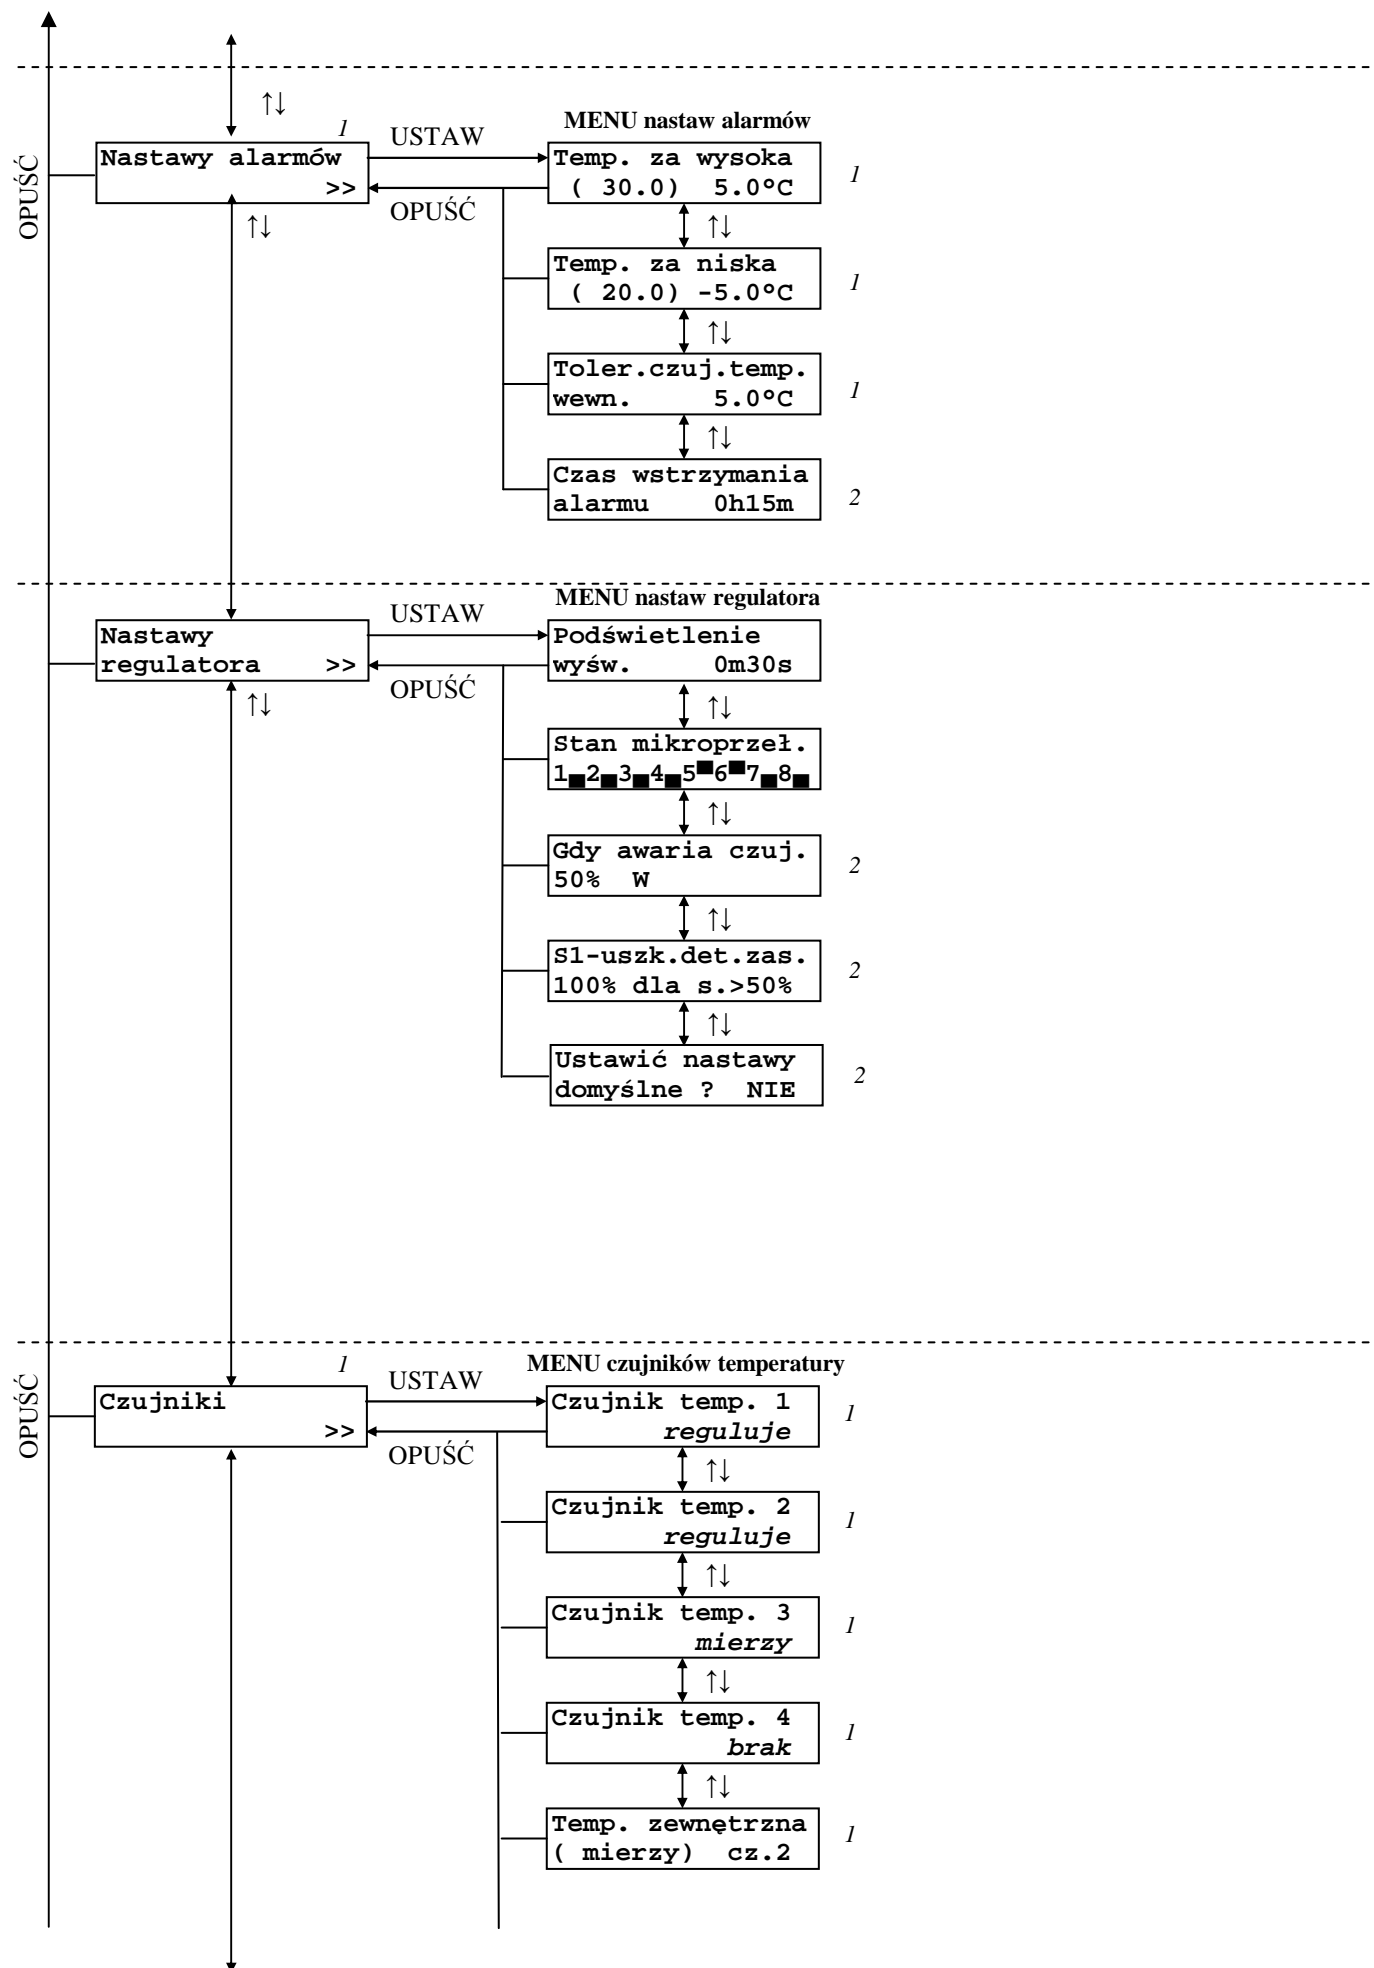 ↑↓
1
MENU nastaw alarmów
OPUŚĆ
Nastawy alarmów
>>
USTAW
OPUŚĆ
Temp. za wysoka
( 30.0) 5.0°C
1
↑↓
↑↓
Temp. za niska
( 20.0) -5.0°C
1
↑↓
Toler.czuj.temp.
wewn. 5.0°C
1
↑↓
Czas wstrzymania
alarmu 0h15m
2
MENU nastaw regulatora
Nastawy
regulatora >>
USTAW
OPUŚĆ
Podświetlenie
wyśw. 0m30s
↑↓
↑↓
Stan mikroprzeł.
1▄2▄3▄4▄5▀6▀7▄8▄
↑↓
Gdy awaria czuj.
50% W
2
↑↓
S1-uszk.det.zas.
100% dla s.>50%
2
↑↓
Ustawić nastawy
domyślne ? NIE
2
1
MENU czujników temperatury
OPUŚĆ
Czujniki
>>
USTAW
OPUŚĆ
Czujnik temp. 1
reguluje
1
↑↓
Czujnik temp. 2
reguluje
1
↑↓
Czujnik temp. 3
mierzy
1
↑↓
Czujnik temp. 4
brak
1
↑↓
Temp. zewnętrzna
( mierzy) cz.2
1